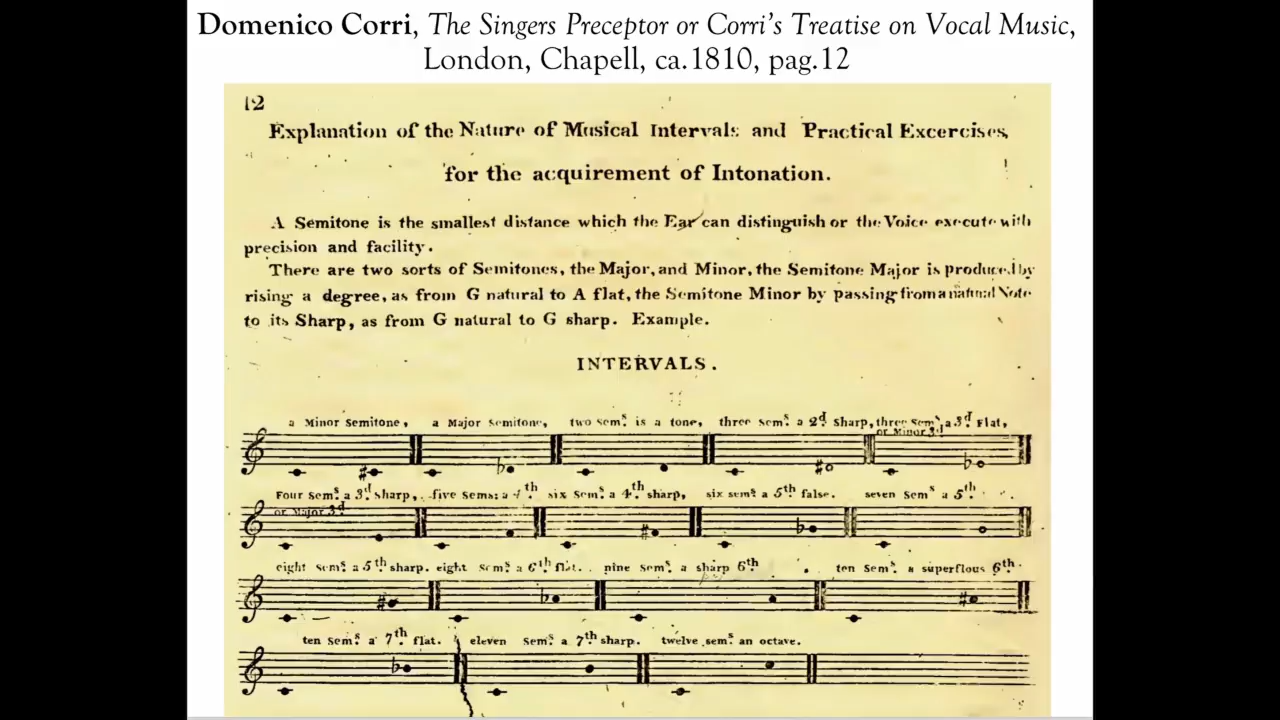 Domenico Corri, The Singers Preceptor or Corri's Treatise on Vocal Music,
London, Chapell, ca.1810, pag.12
12
Explanation of the Nature of Musical Intervals and Practical Excercises,
for the acquirement of Intonation.
A Semitone is the smallest distance which the Ear can distinguish or the Voice execute with
precision and facility.
There are two sorts of Semitones, the Major, and Minor, the Semitone Major is produced by
rising a degree, as from G natural to A flat, the Semitone Minor by passing from a natural Note
to its Sharp, as from G natural to G sharp. Example.
INTERVALS.
a Minor Semitone, a Major Semitone, two sems. is a tone, three sems. a 2d. Sharp, three sems. a 3d. Flat,
or Minor 3d.
Four sems. a 3d. sharp, five Sems: a 4th six Sems. a 4th sharp, six sems. a 5th false. seven Sems. a 5th.
or Major 3d.
eight sems. a 5th sharp. eight sems. a 6th flat. nine sems. a sharp 6th ten sems. a superflous 6th.
ten sems. a 7th. flat. eleven sems. a 7th. sharp. twelve sems. an octave.